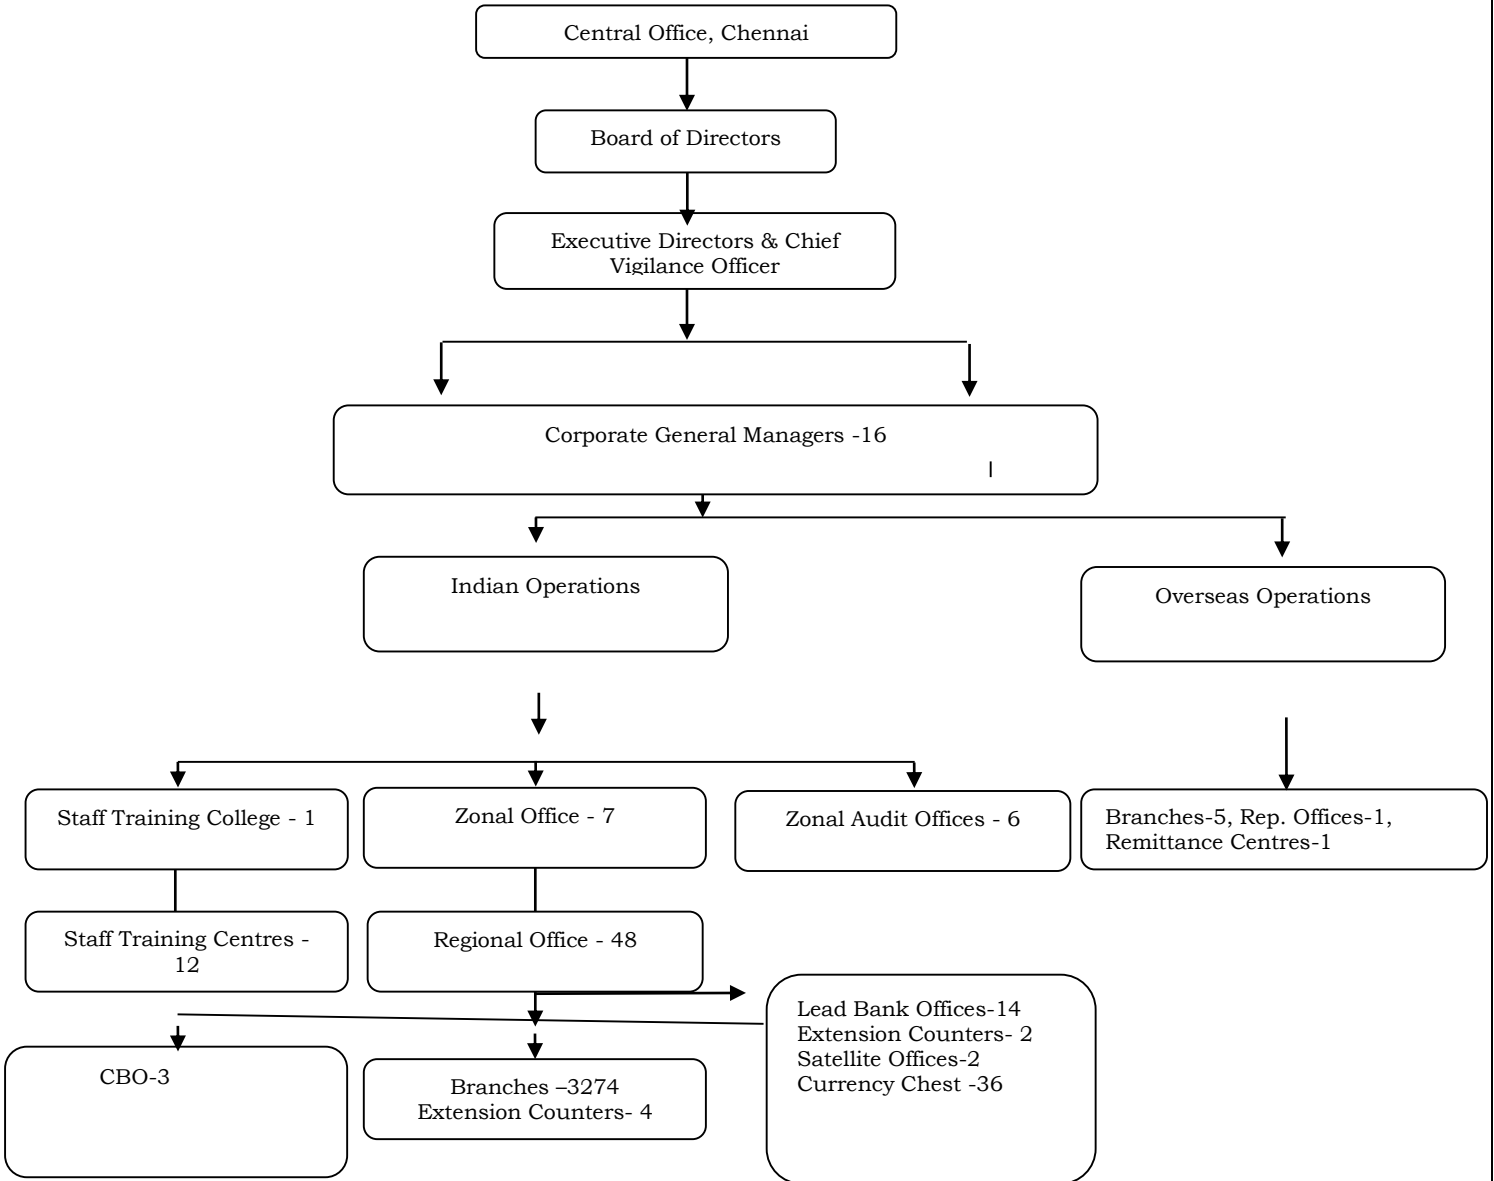 Central Office, Chennai
Board of Directors
Executive Directors & Chief
Vigilance Officer
Corporate General Managers -16
Indian Operations
Overseas Operations
Staff Training College - 1
Zonal Office - 7
Zonal Audit Offices - 6
Branches-5, Rep. Offices-1,
Remittance Centres-1
Staff Training Centres -
12
Regional Office - 48
Lead Bank Offices-14
Extension Counters- 2
Satellite Offices-2
Currency Chest -36
CBO-3
Branches –3274
Extension Counters- 4